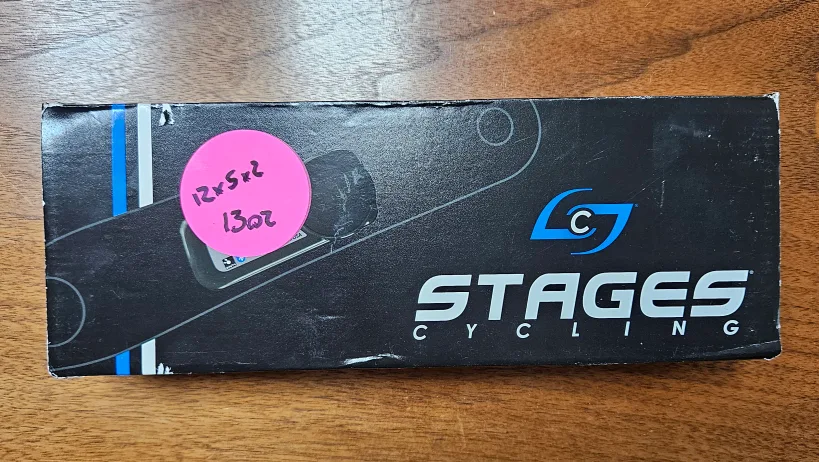 12x5x2
13oz
C
STAGES
CYCLING